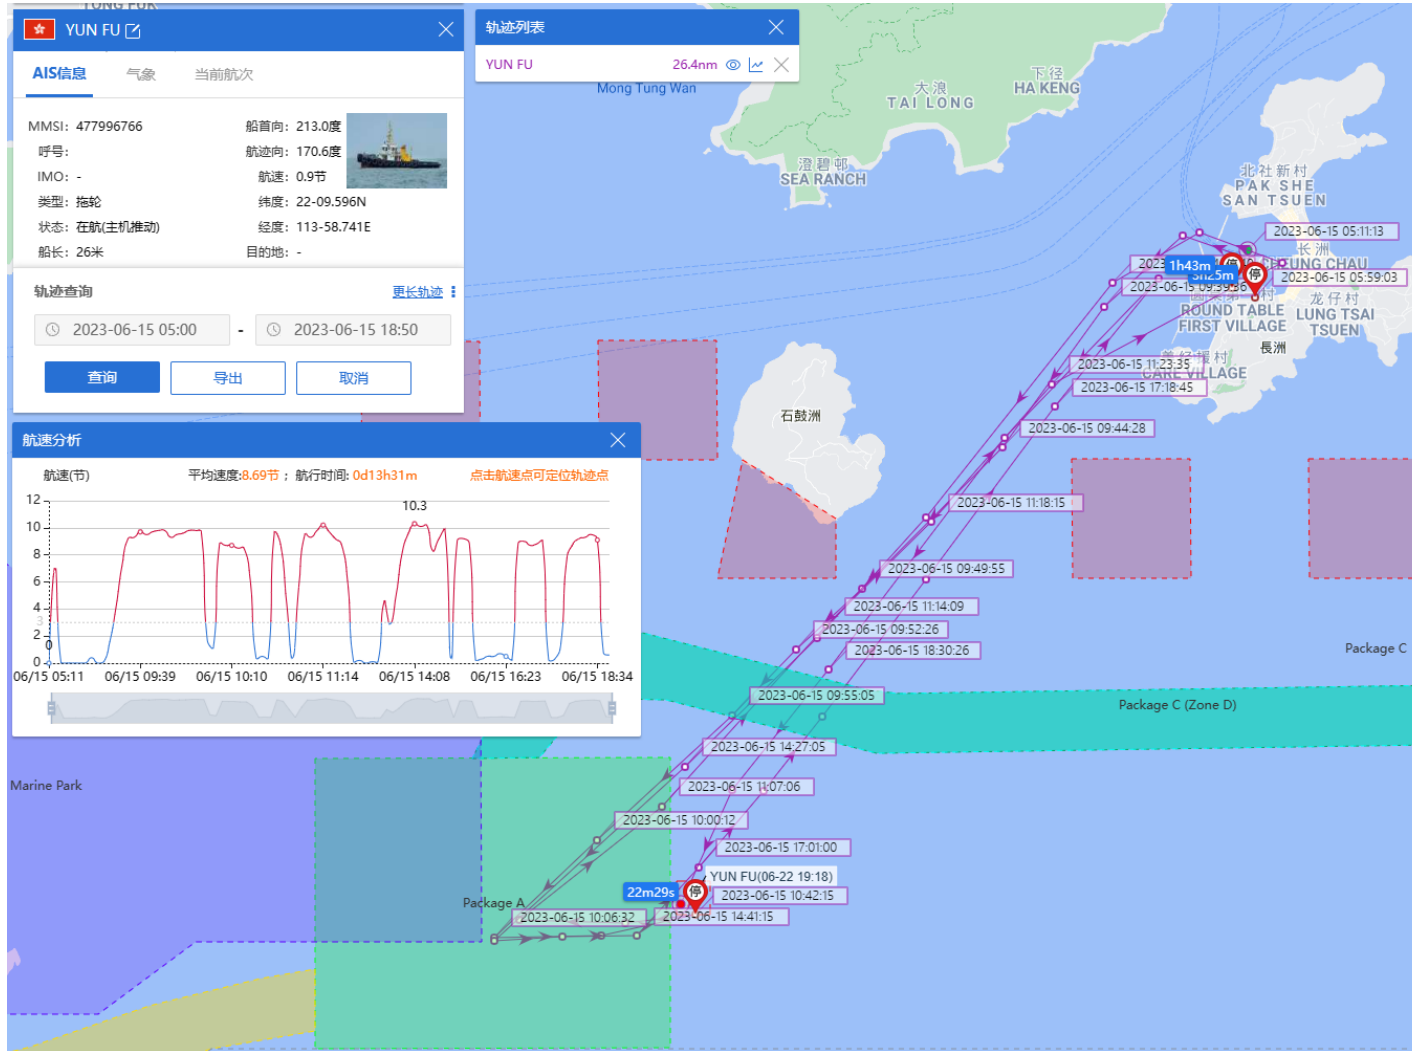 TUNG FUK
YUN FU
AIS信息
气象
当前航次
MMSI: 477996766
船首向: 213.0度
呼号:
航迹向: 170.6度
IMO: -
航速: 0.9节
类型: 拖轮
纬度: 22-09.596N
状态: 在航(主机推动)
经度: 113-58.741E
船长: 26米
目的地: -
轨迹查询
更长轨迹
2023-06-15 05:00
-
2023-06-15 18:50
查询
导出
取消
轨迹列表
YUN FU
26.4nm
Mong Tung Wan
大浪
TAI LONG
下径
HA KENG
澄碧邨
SEA RANCH
北社新村
PAK SHE
SAN TSUEN
2023-06-15 05:11:13
长洲
CHEUNG CHAU
1h43m
3h25m
停
停
2023-06-15 05:59:03
2023-06-15 09:39:36
ROUND TABLE
FIRST VILLAGE
龙仔村
LUNG TSAI
TSUEN
長洲
2023-06-15 11:23:35
CARE VILLAGE
2023-06-15 17:18:45
石鼓洲
2023-06-15 09:44:28
2023-06-15 11:18:15
2023-06-15 09:49:55
2023-06-15 11:14:09
2023-06-15 09:52:26
2023-06-15 18:30:26
Package C
2023-06-15 09:55:05
Package C (Zone D)
2023-06-15 14:27:05
2023-06-15 11:07:06
2023-06-15 10:00:12
2023-06-15 17:01:00
YUN FU(06-22 19:18)
22m29s
停
2023-06-15 10:42:15
Package A
2023-06-15 10:06:32
2023-06-15 14:41:15
Marine Park
航速分析
航速(节)
平均速度:8.69节 ; 航行时间: 0d13h31m
点击航速点可定位轨迹点
12
10
8
6
4
3
2
0
0
10.3
06/15 05:11
06/15 09:39
06/15 10:10
06/15 11:14
06/15 14:08
06/15 16:23
06/15 18:34